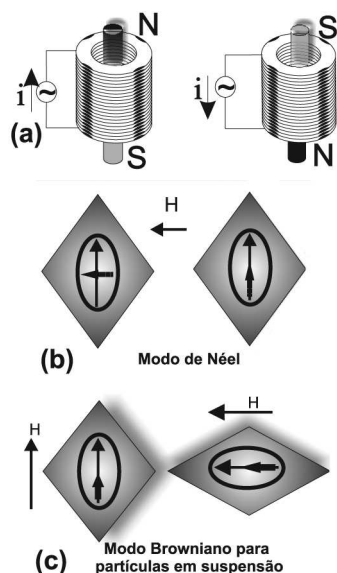 N S
i i
(a) S N
H
(b) Modo de Néel
H H
(c) Modo Browniano para
partículas em suspensão